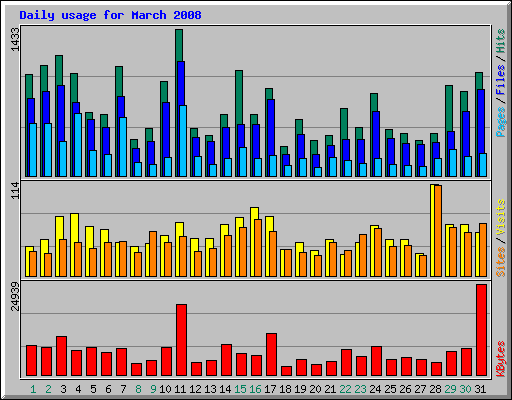 Daily usage for March 2008
1433
Pages / Files / Hits
114
Sites / Visits
24939
KBytes
1 2 3 4 5 6 7 8 9 10 11 12 13 14 15 16 17 18 19 20 21 22 23 24 25 26 27 28 29 30 31